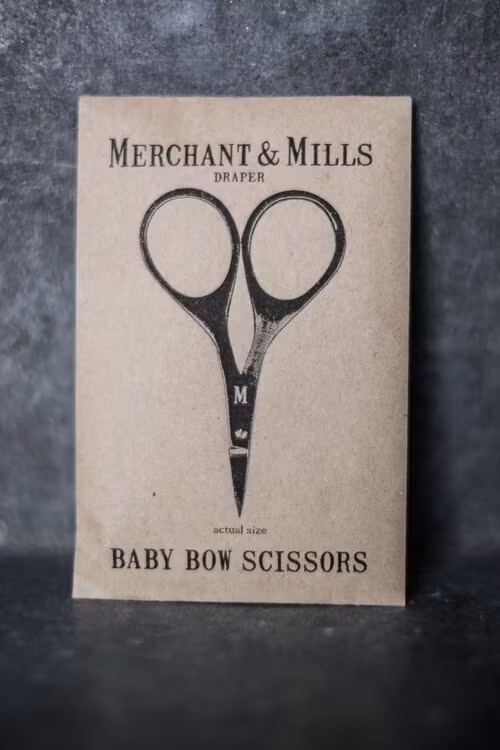 MERCHANT & MILLS
DRAPER
M
actual size
BABY BOW SCISSORS